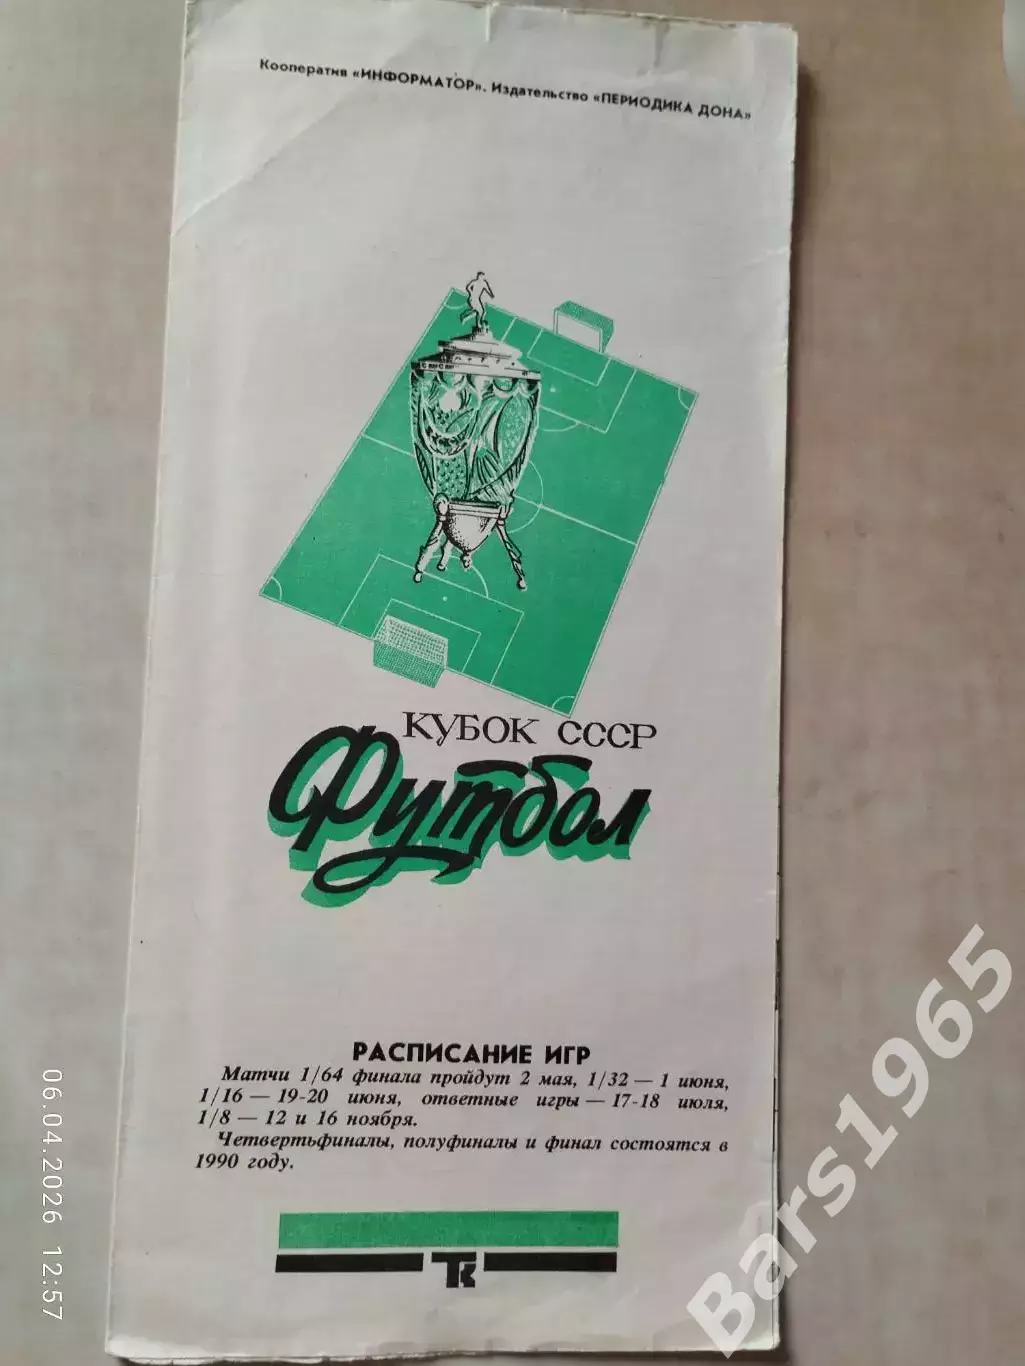 Кооператив «ИНФОРМАТОР». Издательство «ПЕРИОДИКА ДОНА»
КУБОК СССР
Футбол
РАСПИСАНИЕ ИГР
Матчи 1/64 финала пройдут 2 мая, 1/32 — 1 июня,
1/16 — 19-20 июня, ответные игры — 17-18 июля,
1/8 — 12 и 16 ноября.
Четвертьфиналы, полуфиналы и финал состоятся в
1990 году.
06.04.2026 12:57
Bars1965